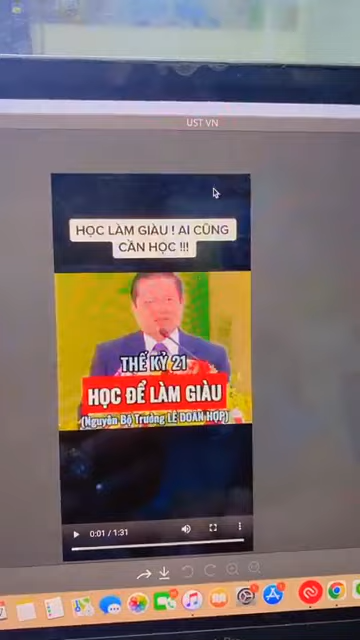 UST VN
HỌC LÀM GIÀU ! AI CŨNG
CẦN HỌC !!!
THẾ KỶ 21
HỌC ĐỂ LÀM GIÀU
(Nguyên Bộ Trưởng LÊ DOÃN HỢP)
0:01 / 1:31